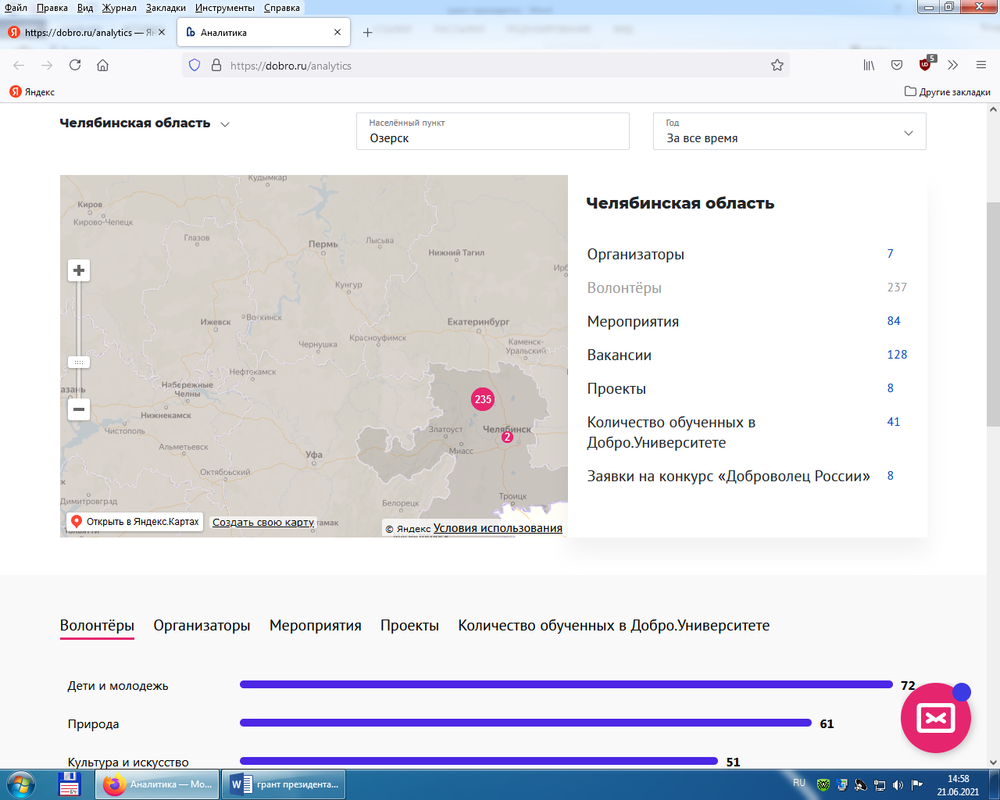 Файл Правка Вид Журнал Закладки Инструменты Справка
https://dobro.ru/analytics — Ян
Аналитика
https://dobro.ru/analytics
5
Яндекс
Другие закладки
Челябинская область
Населённый пункт
Озерск
Год
За все время
Кудымкар
Киров
Кирово-Чепецк
Глазов
Пермь
Лысьва
Нижний Тагил
Кунгур
Ижевск
Воткинск
Екатеринбург
Чернушка
Красноуфимск
Каменск-
Уральский
Нефтекамск
Набережные
Челны
Нижнекамск
235
Чистополь
Златоуст
Челябинск
2
Миасс
Альметьевск
Уфа
Октябрьский
Димитровград
Белорецк
Троицк
Открыть в Яндекс.Картах
Создать свою карту
© Яндекс Условия использования
Челябинская область
Организаторы 7
Волонтёры 237
Мероприятия 84
Вакансии 128
Проекты 8
Количество обученных в 41
Добро.Университете
Заявки на конкурс «Доброволец России» 8
Волонтёры Организаторы Мероприятия Проекты Количество обученных в Добро.Университете
Дети и молодежь 72
Природа 61
Культура и искусство 51
64
Аналитика — Mo...
грант президента...
RU
14:58
21.06.2021